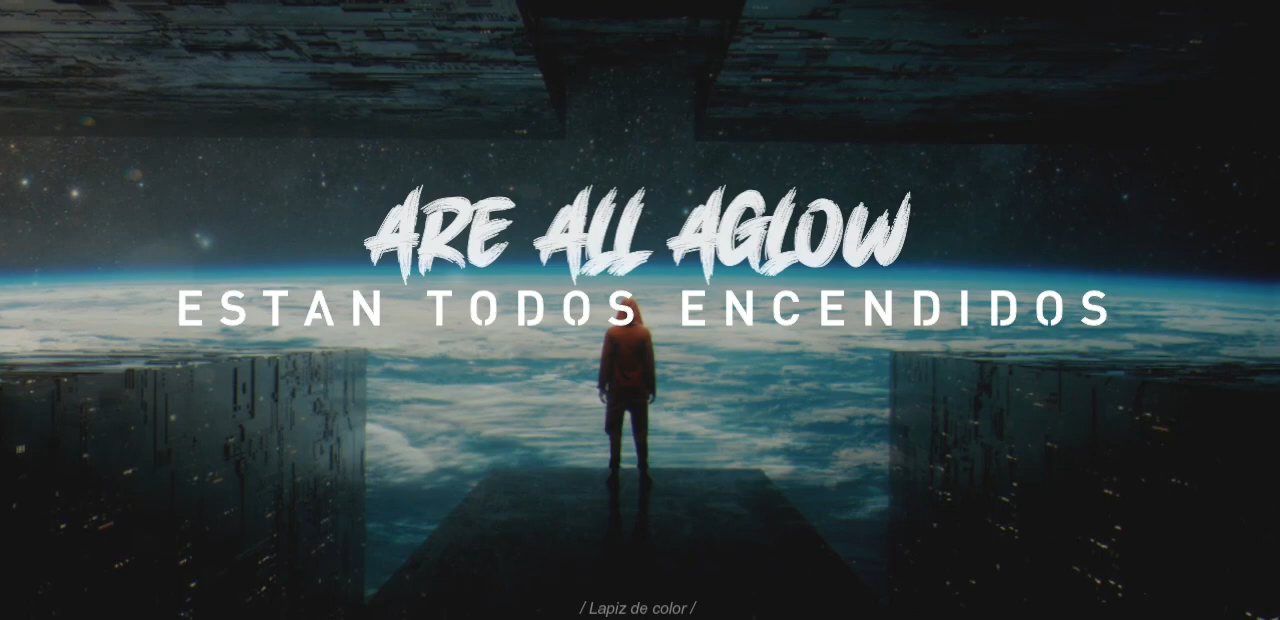 ARE ALL AGLOW
ESTAN TODOS ENCENDIDOS
/ Lapiz de color /